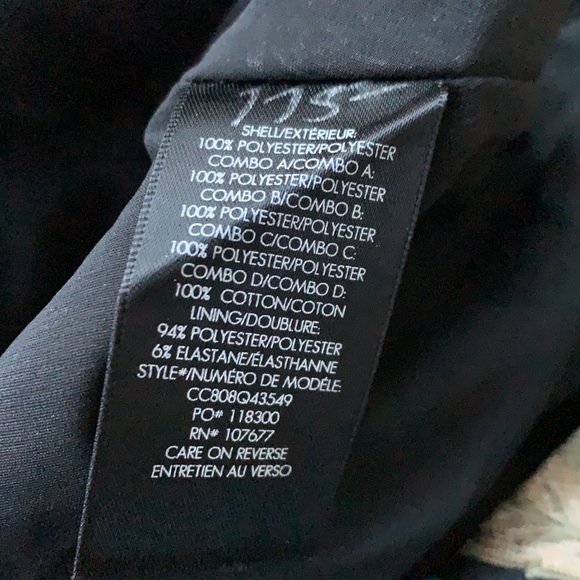 SHELL/EXTÉRIEUR:
100% POLYESTER/POLYESTER
COMBO A/COMBO A:
100% POLYESTER/POLYESTER
COMBO B/COMBO B:
100% POLYESTER/POLYESTER
COMBO C/COMBO C:
100% POLYESTER/POLYESTER
COMBO D/COMBO D:
100% COTTON/COTON
LINING/DOUBLURE:
94% POLYESTER/POLYESTER
6% ELASTANE/ÉLASTHANNE
STYLE#/NUMÉRO DE MODÉLE:
CC808Q43549
PO# 118300
RN# 107677
CARE ON REVERSE
ENTRETIEN AU VERSO